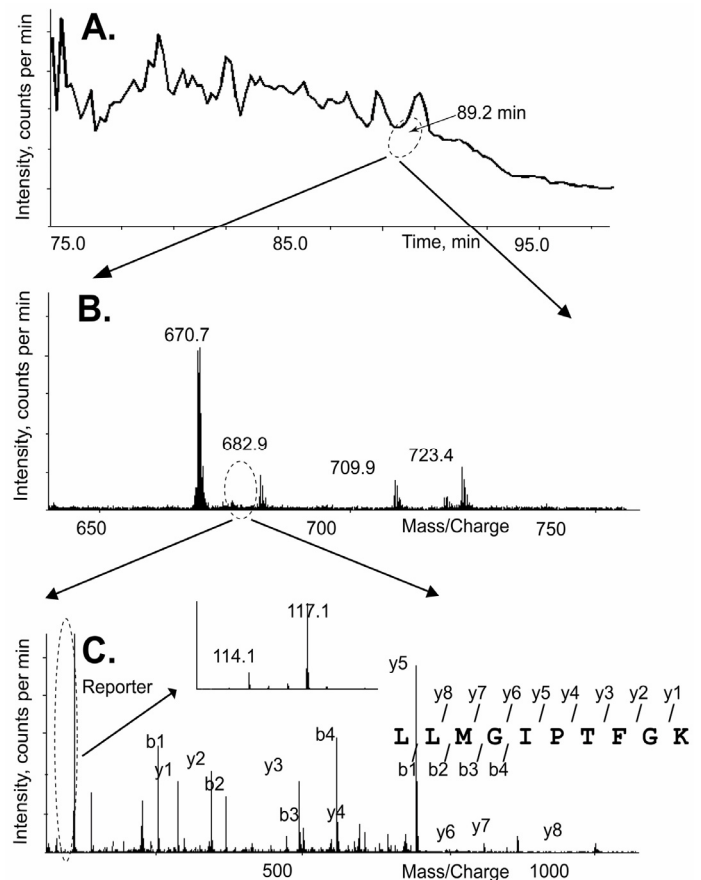 A.
Intensity, counts per min
89.2 min
75.0 85.0 Time, min 95.0
B.
Intensity, counts per min
670.7
682.9
709.9
723.4
650 700 Mass/Charge 750
C.
Intensity, counts per min
Reporter
114.1
117.1
b1
y1
y2
b2
y3
b3
b4
y4
y5
y6
y7
y8
y8 y7 y6 y5 y4 y3 y2 y1
L L M G I P T F G K
b1 b2 b3 b4
500 Mass/Charge 1000